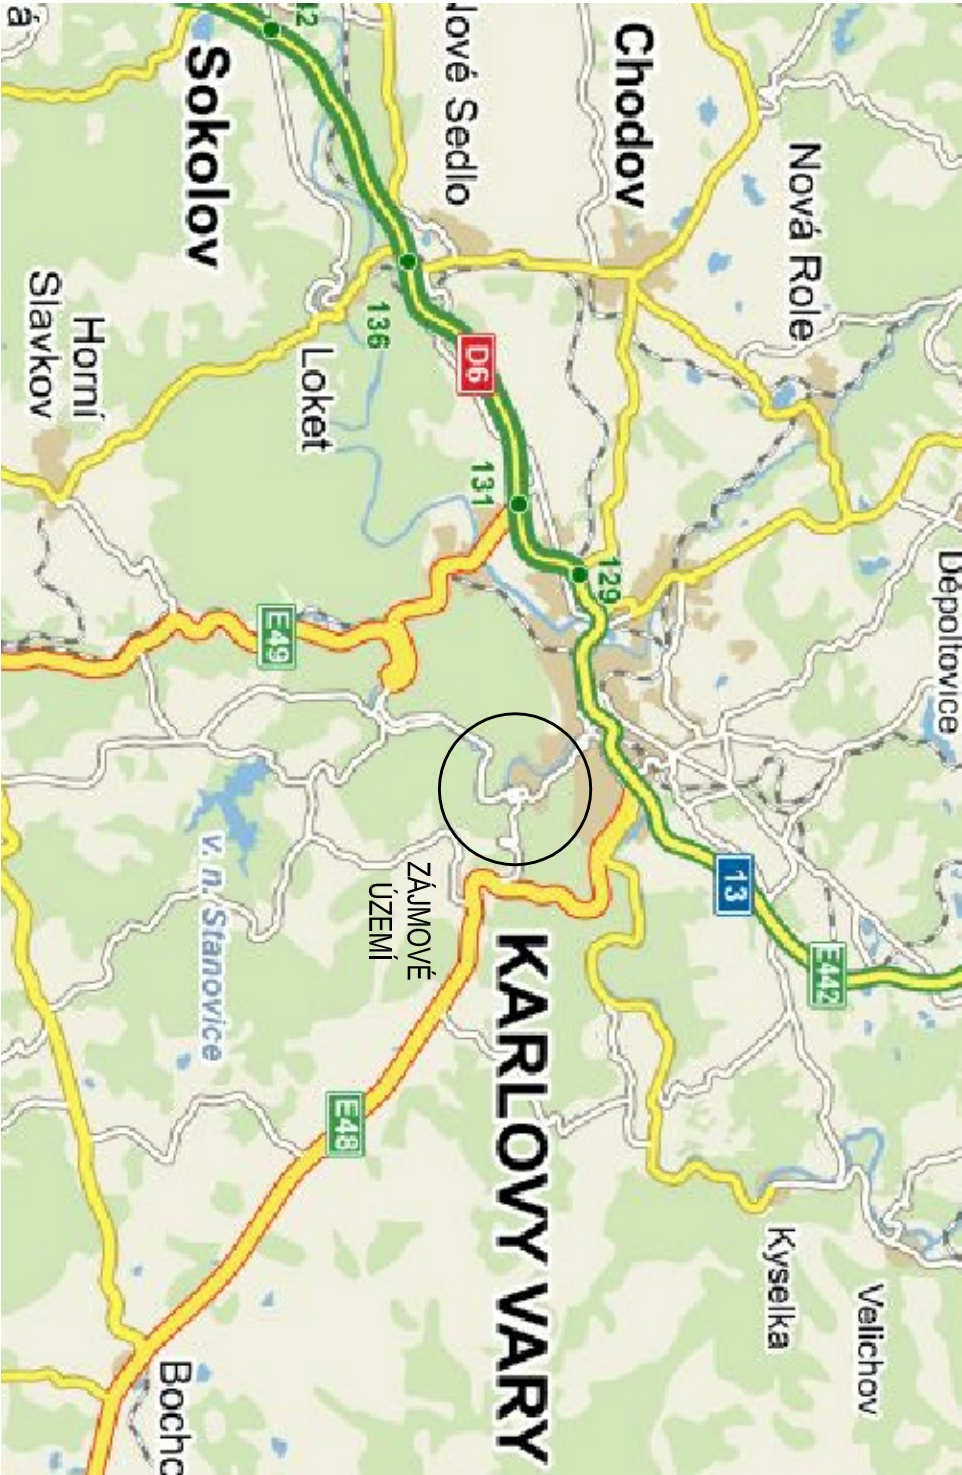 Děpoltovice
Velichov
E442
Nová Role
Kyselka
13
Chodov
129
KARLOVY VARY
131
D6
Nové Sedlo
ZÁJMOVÉ
ÚZEMÍ
136
E48
Loket
E49
v. n. Stanovice
Sokolov
Bocho
Horní
Slavkov
á